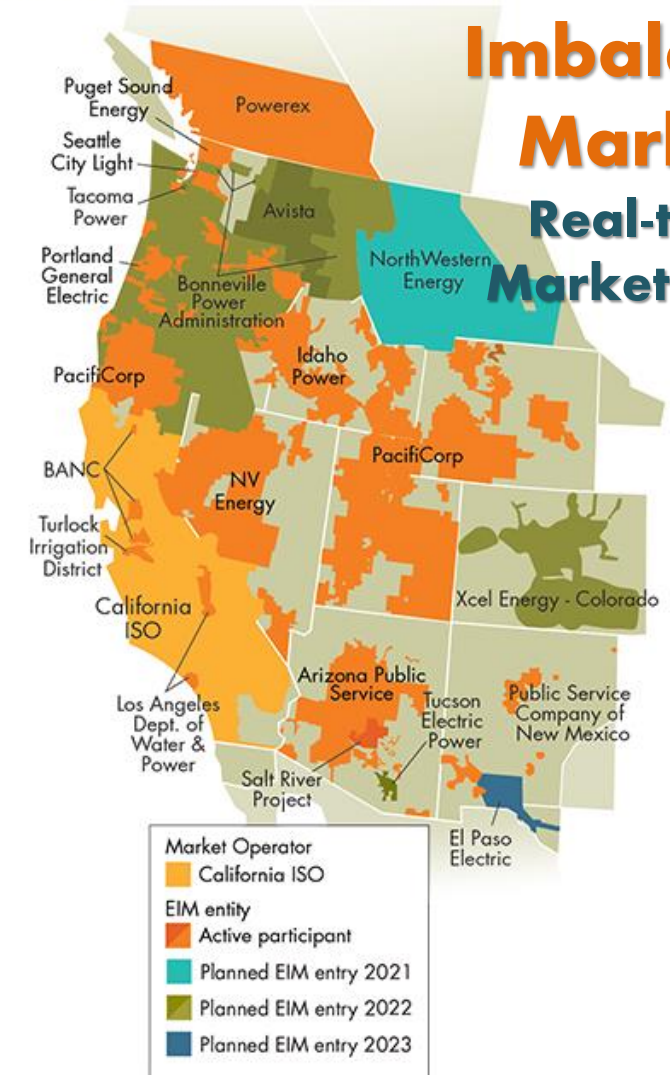 Imbala
Mark
Real-t
Market
Puget Sound
Energy
Powerex
Seattle
City Light
Tacoma
Power
Avista
Portland
General
Electric
Bonneville
Power
Administration
NorthWestern
Energy
Idaho
Power
PacifiCorp
PacifiCorp
BANC
NV
Energy
Turlock
Irrigation
District
Xcel Energy - Colorado
California
ISO
Arizona Public
Service
Los Angeles
Dept. of
Water &
Power
Tucson
Electric
Power
Public Service
Company of
New Mexico
Salt River
Project
El Paso
Electric
Market Operator
California ISO
EIM entity
Active participant
Planned EIM entry 2021
Planned EIM entry 2022
Planned EIM entry 2023